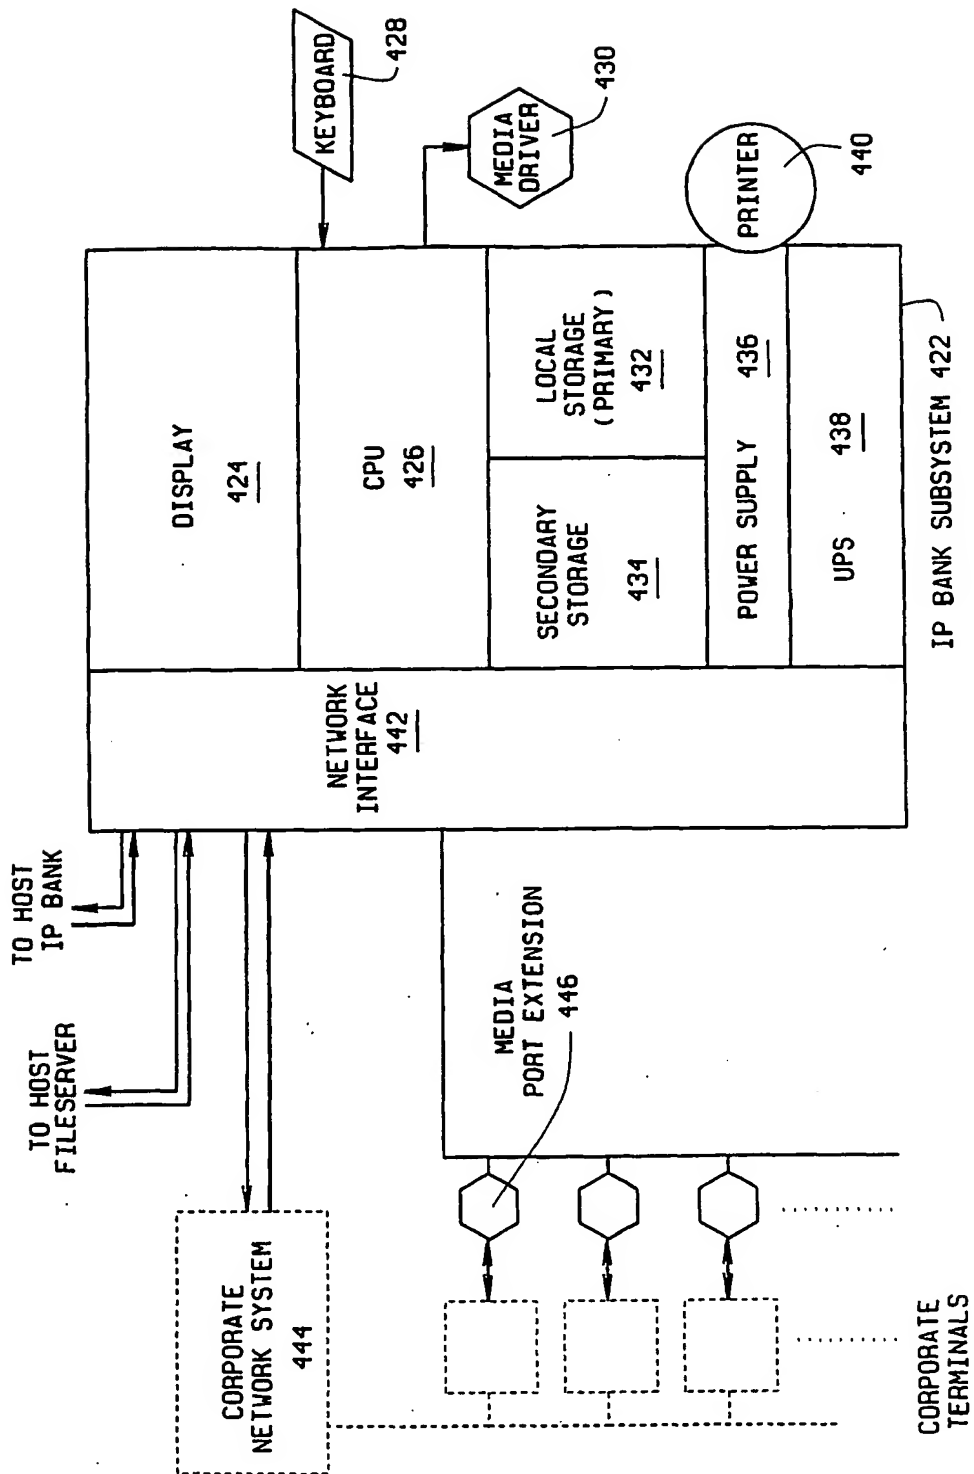 TO HOST
IP BANK
TO HOST
FILESERVER
CORPORATE
NETWORK SYSTEM
444
NETWORK
INTERFACE
442
DISPLAY
424
CPU
426
KEYBOARD
428
MEDIA
DRIVER
430
SECONDARY
STORAGE
434
LOCAL
STORAGE
(PRIMARY)
432
POWER SUPPLY 436
PRINTER
440
UPS 438
MEDIA
PORT EXTENSION
446
CORPORATE
TERMINALS
IP BANK SUBSYSTEM 422